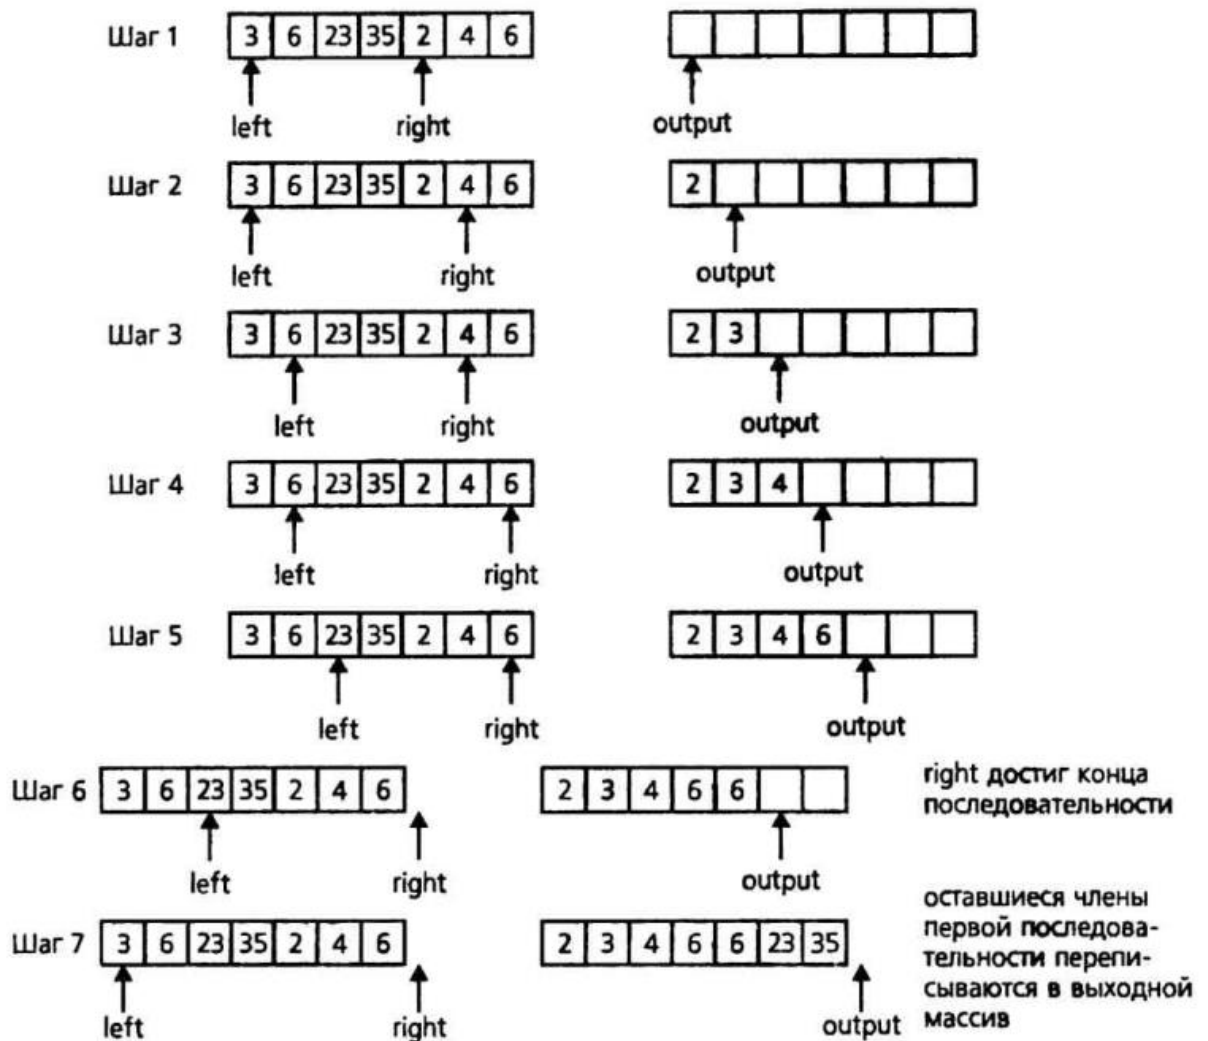 Шаг 1 3 6 23 35 2 4 6
left right output
Шаг 2 3 6 23 35 2 4 6 2
left right output
Шаг 3 3 6 23 35 2 4 6 2 3
left right output
Шаг 4 3 6 23 35 2 4 6 2 3 4
left right output
Шаг 5 3 6 23 35 2 4 6 2 3 4 6
left right output
Шаг 6 3 6 23 35 2 4 6 2 3 4 6 6
right достиг конца
последовательности
left right output
Шаг 7 3 6 23 35 2 4 6 2 3 4 6 6 23 35
оставшиеся члены
первой последова-
тельности перепи-
сываются в выходной
массив
left right output